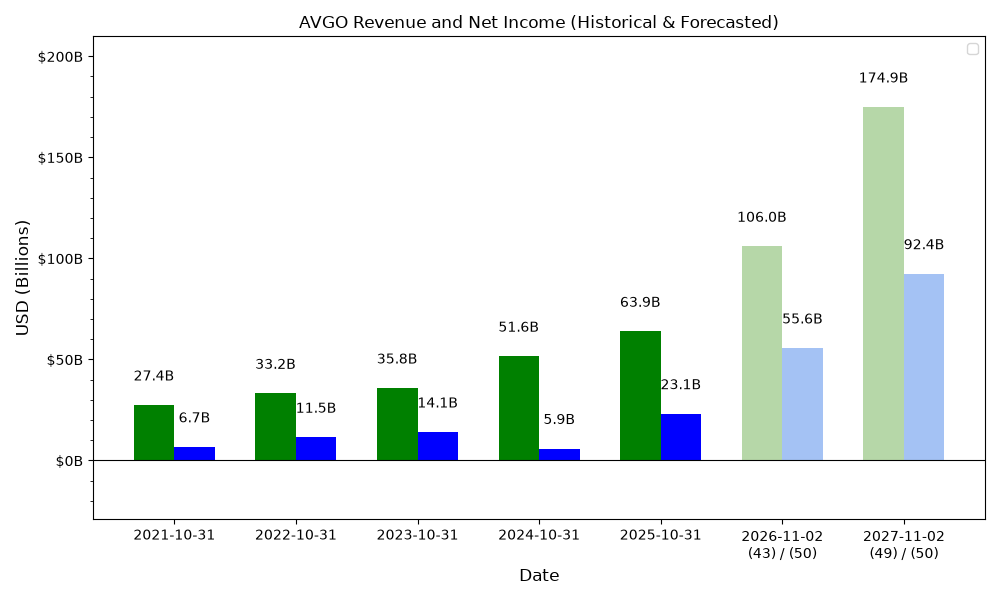 AVGO Revenue and Net Income (Historical & Forecasted)
USD (Billions)
$200B
$150B
$100B
$50B
$0B
27.4B
6.7B
33.2B
11.5B
35.8B
14.1B
51.6B
5.9B
63.9B
23.1B
106.0B
55.6B
174.9B
92.4B
2021-10-31
2022-10-31
2023-10-31
2024-10-31
2025-10-31
2026-11-02
(43) / (50)
2027-11-02
(49) / (50)
Date